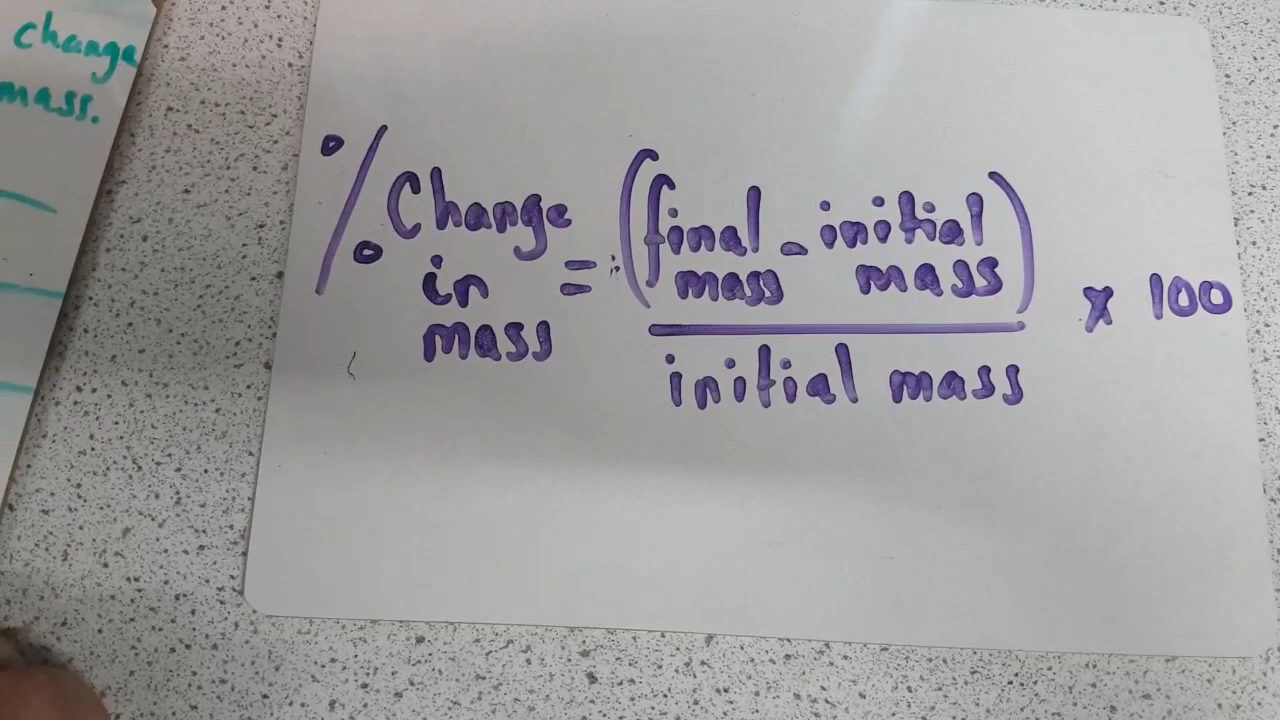 change
mass.
% Change in mass = (final mass - initial mass) x 100
initial mass